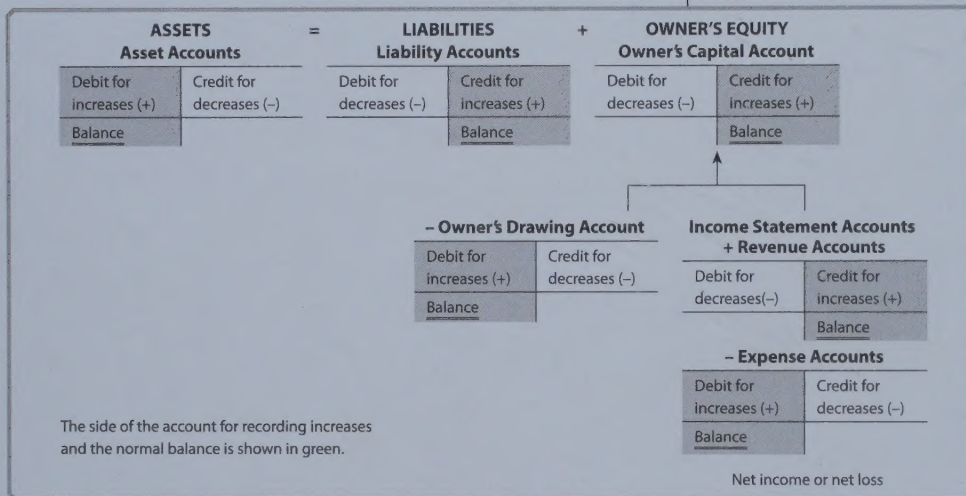 ASSETS = LIABILITIES + OWNER'S EQUITY
Asset Accounts Liability Accounts Owner's Capital Account
Debit for Credit for Debit for Credit for Debit for Credit for
increases (+) decreases (–) decreases (–) increases (+) decreases (–) increases (+)
Balance Balance Balance
– Owner's Drawing Account
Debit for Credit for
increases (+) decreases (–)
Balance
Income Statement Accounts
+ Revenue Accounts
Debit for Credit for
decreases(–) increases (+)
Balance
– Expense Accounts
Debit for Credit for
increases (+) decreases (–)
Balance
The side of the account for recording increases
and the normal balance is shown in green.
Net income or net loss